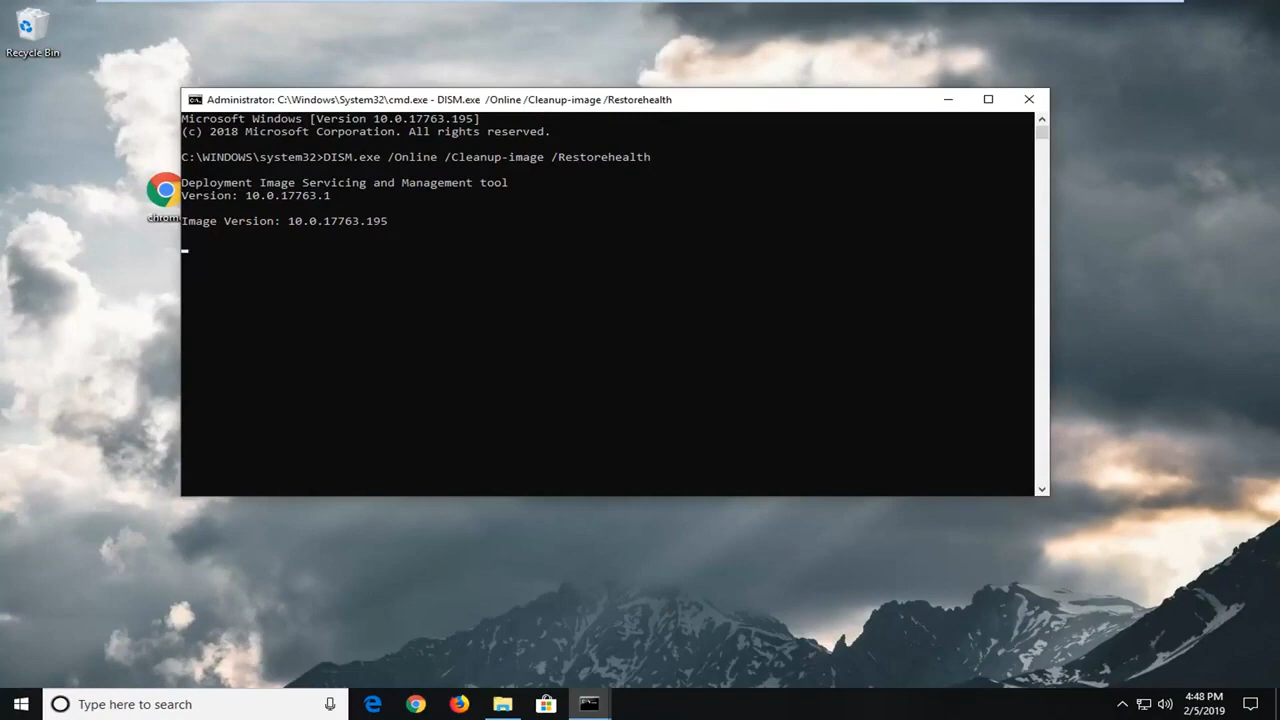 Recycle Bin
Administrator: C:\Windows\System32\cmd.exe - DISM.exe  /Online /Cleanup-image /Restorehealth
Microsoft Windows [Version 10.0.17763.195]
(c) 2018 Microsoft Corporation. All rights reserved.
C:\WINDOWS\system32>DISM.exe /Online /Cleanup-image /Restorehealth
Deployment Image Servicing and Management tool
Version: 10.0.17763.1
chrom
Image Version: 10.0.17763.195
Type here to search
4:48 PM
2/5/2019